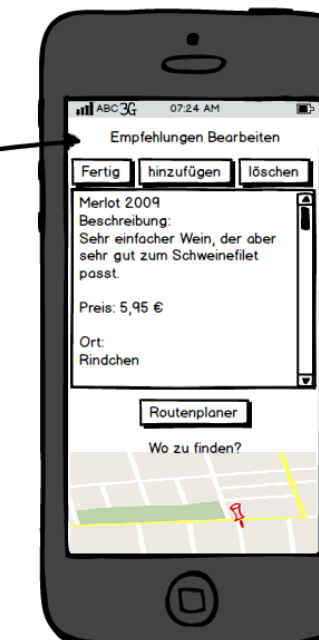 ABC 3G 07:24 AM
Empfehlungen Bearbeiten
Fertig hinzufügen löschen
Merlot 2009
Beschreibung:
Sehr einfacher Wein, der aber
sehr gut zum Schweinefilet
passt.
Preis: 5,95 €
Ort:
Rindchen
Routenplaner
Wo zu finden?